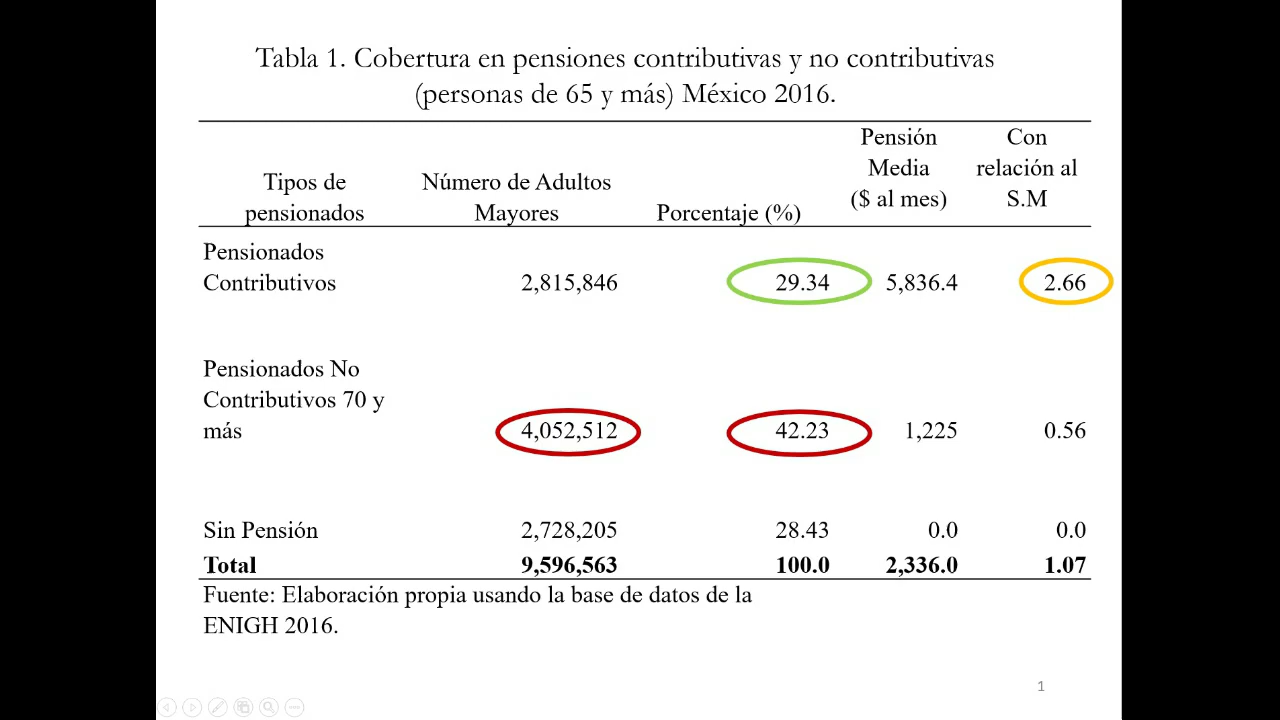 Tabla 1. Cobertura en pensiones contributivas y no contributivas
(personas de 65 y más) México 2016.
Tipos de pensionados Número de Adultos Mayores Porcentaje (%) Pensión Media ($ al mes) Con relación al S.M
Pensionados
Contributivos 2,815,846 29.34 5,836.4 2.66
Pensionados No
Contributivos 70 y
más 4,052,512 42.23 1,225 0.56
Sin Pensión 2,728,205 28.43 0.0 0.0
Total 9,596,563 100.0 2,336.0 1.07
Fuente: Elaboración propia usando la base de datos de la
ENIGH 2016.
1